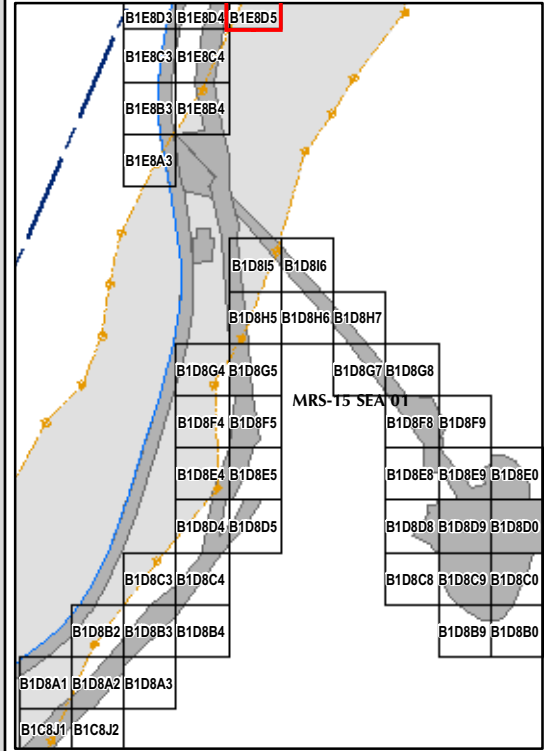 B1E8D3 B1E8D4 B1E8D5
B1E8C3 B1E8C4
B1E8B3 B1E8B4
B1E8A3
B1D8I5 B1D8I6
B1D8H5 B1D8H6 B1D8H7
B1D8G4 B1D8G5 B1D8G7 B1D8G8
MRS-15 SEA 01
B1D8F4 B1D8F5 B1D8F8 B1D8F9
B1D8E4 B1D8E5 B1D8E8 B1D8E9 B1D8E0
B1D8D4 B1D8D5 B1D8D8 B1D8D9 B1D8D0
B1D8C3 B1D8C4 B1D8C8 B1D8C9 B1D8C0
B1D8B2 B1D8B3 B1D8B4 B1D8B9 B1D8B0
B1D8A1 B1D8A2 B1D8A3
B1C8J1 B1C8J2